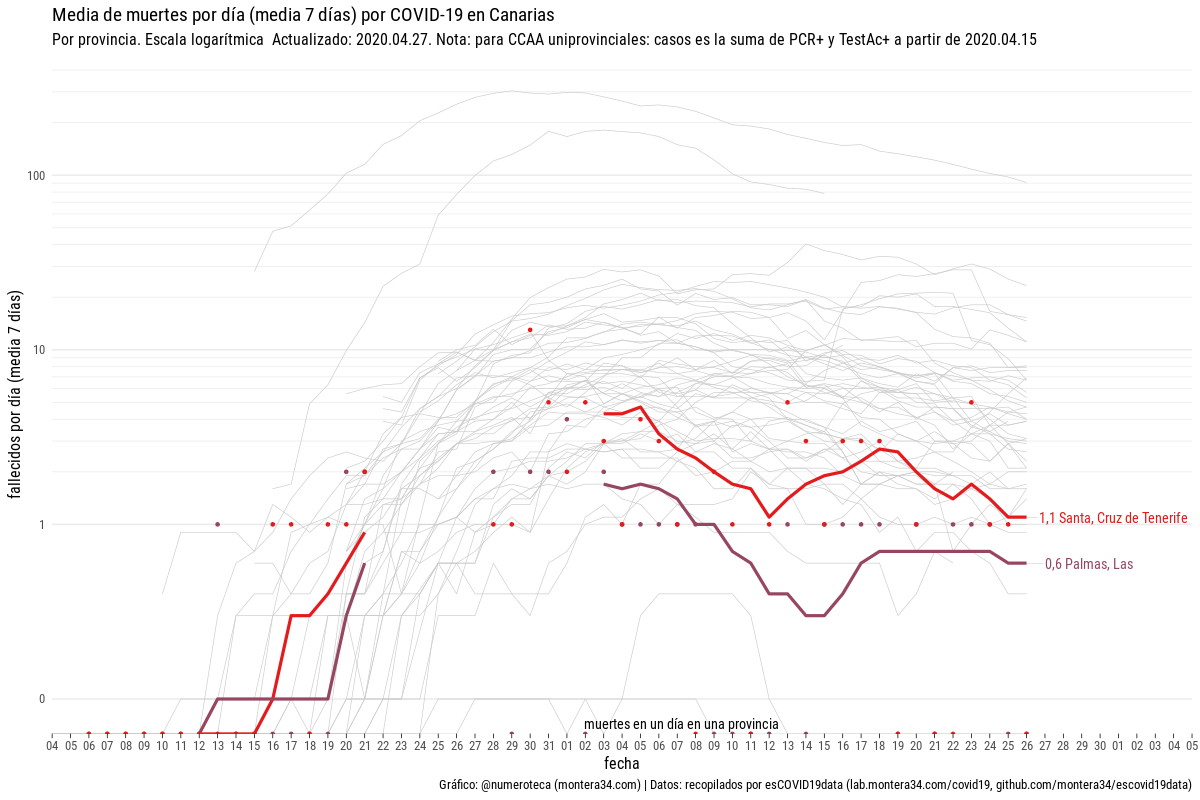 Media de muertes por día (media 7 días) por COVID-19 en Canarias
Por provincia. Escala logarítmica  Actualizado: 2020.04.27. Nota: para CCAA uniprovinciales: casos es la suma de PCR+ y TestAc+ a partir de 2020.04.15
fallecidos por día (media 7 días)
100
10
1
0
1,1 Santa, Cruz de Tenerife
0,6 Palmas, Las
muertes en un día en una provincia
04 05 06 07 08 09 10 11 12 13 14 15 16 17 18 19 20 21 22 23 24 25 26 27 28 29 30 31 01 02 03 04 05 06 07 08 09 10 11 12 13 14 15 16 17 18 19 20 21 22 23 24 25 26 27 28 29 30 01 02 03 04 05
fecha
Gráfico: @numeroteca (montera34.com) | Datos: recopilados por esCOVID19data (lab.montera34.com/covid19, github.com/montera34/escovid19data)